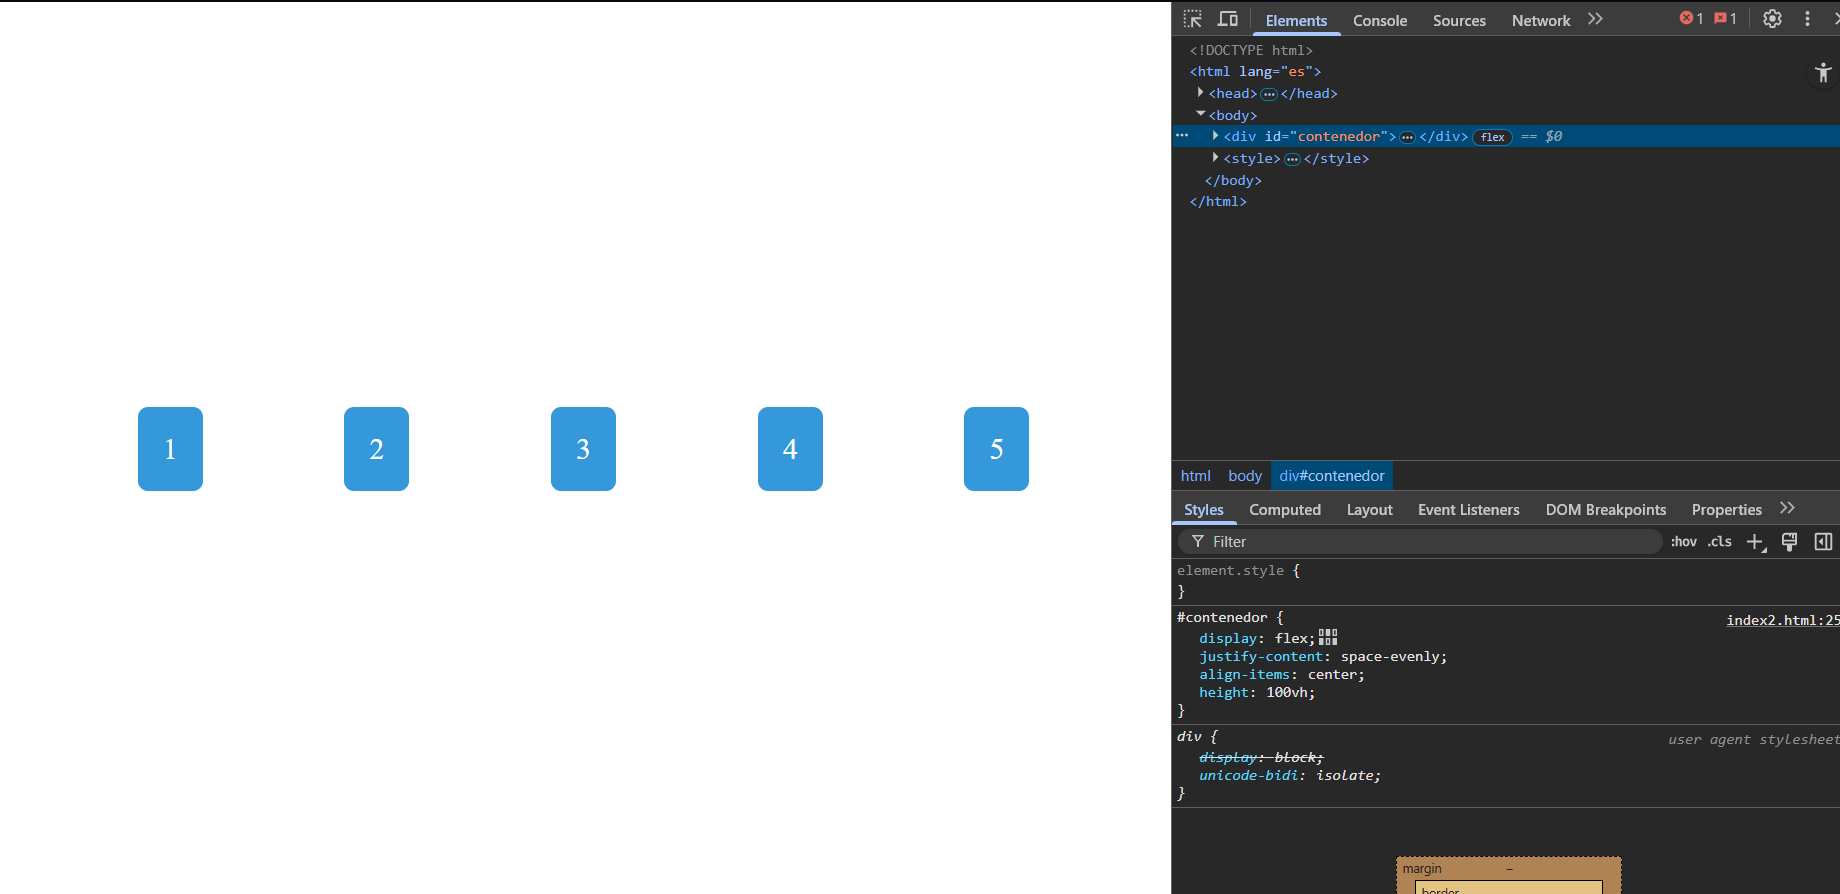 1 2 3 4 5
Elements Console Sources Network 1 1
<!DOCTYPE html>
<html lang="es">
<head> </head>
<body>
<div id="contenedor"> </div> flex == $0
<style> </style>
</body>
</html>
html body div#contenedor
Styles Computed Layout Event Listeners DOM Breakpoints Properties
Filter :hov .cls
element.style {
}
#contenedor { index2.html:25
display: flex;
justify-content: space-evenly;
align-items: center;
height: 100vh;
}
div { user agent stylesheet
display: block;
unicode-bidi: isolate;
}
margin –
border